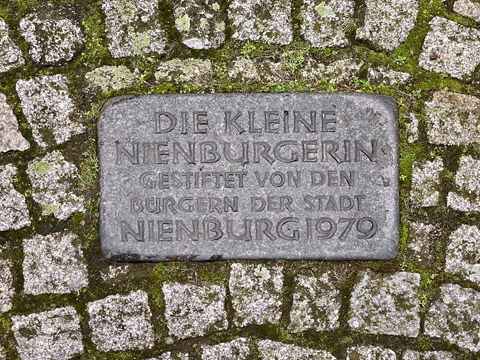 DIE KLEINE
NIENBURGERIN
GESTIFTET VON DEN
BÜRGERN DER STADT
NIENBURG 1979